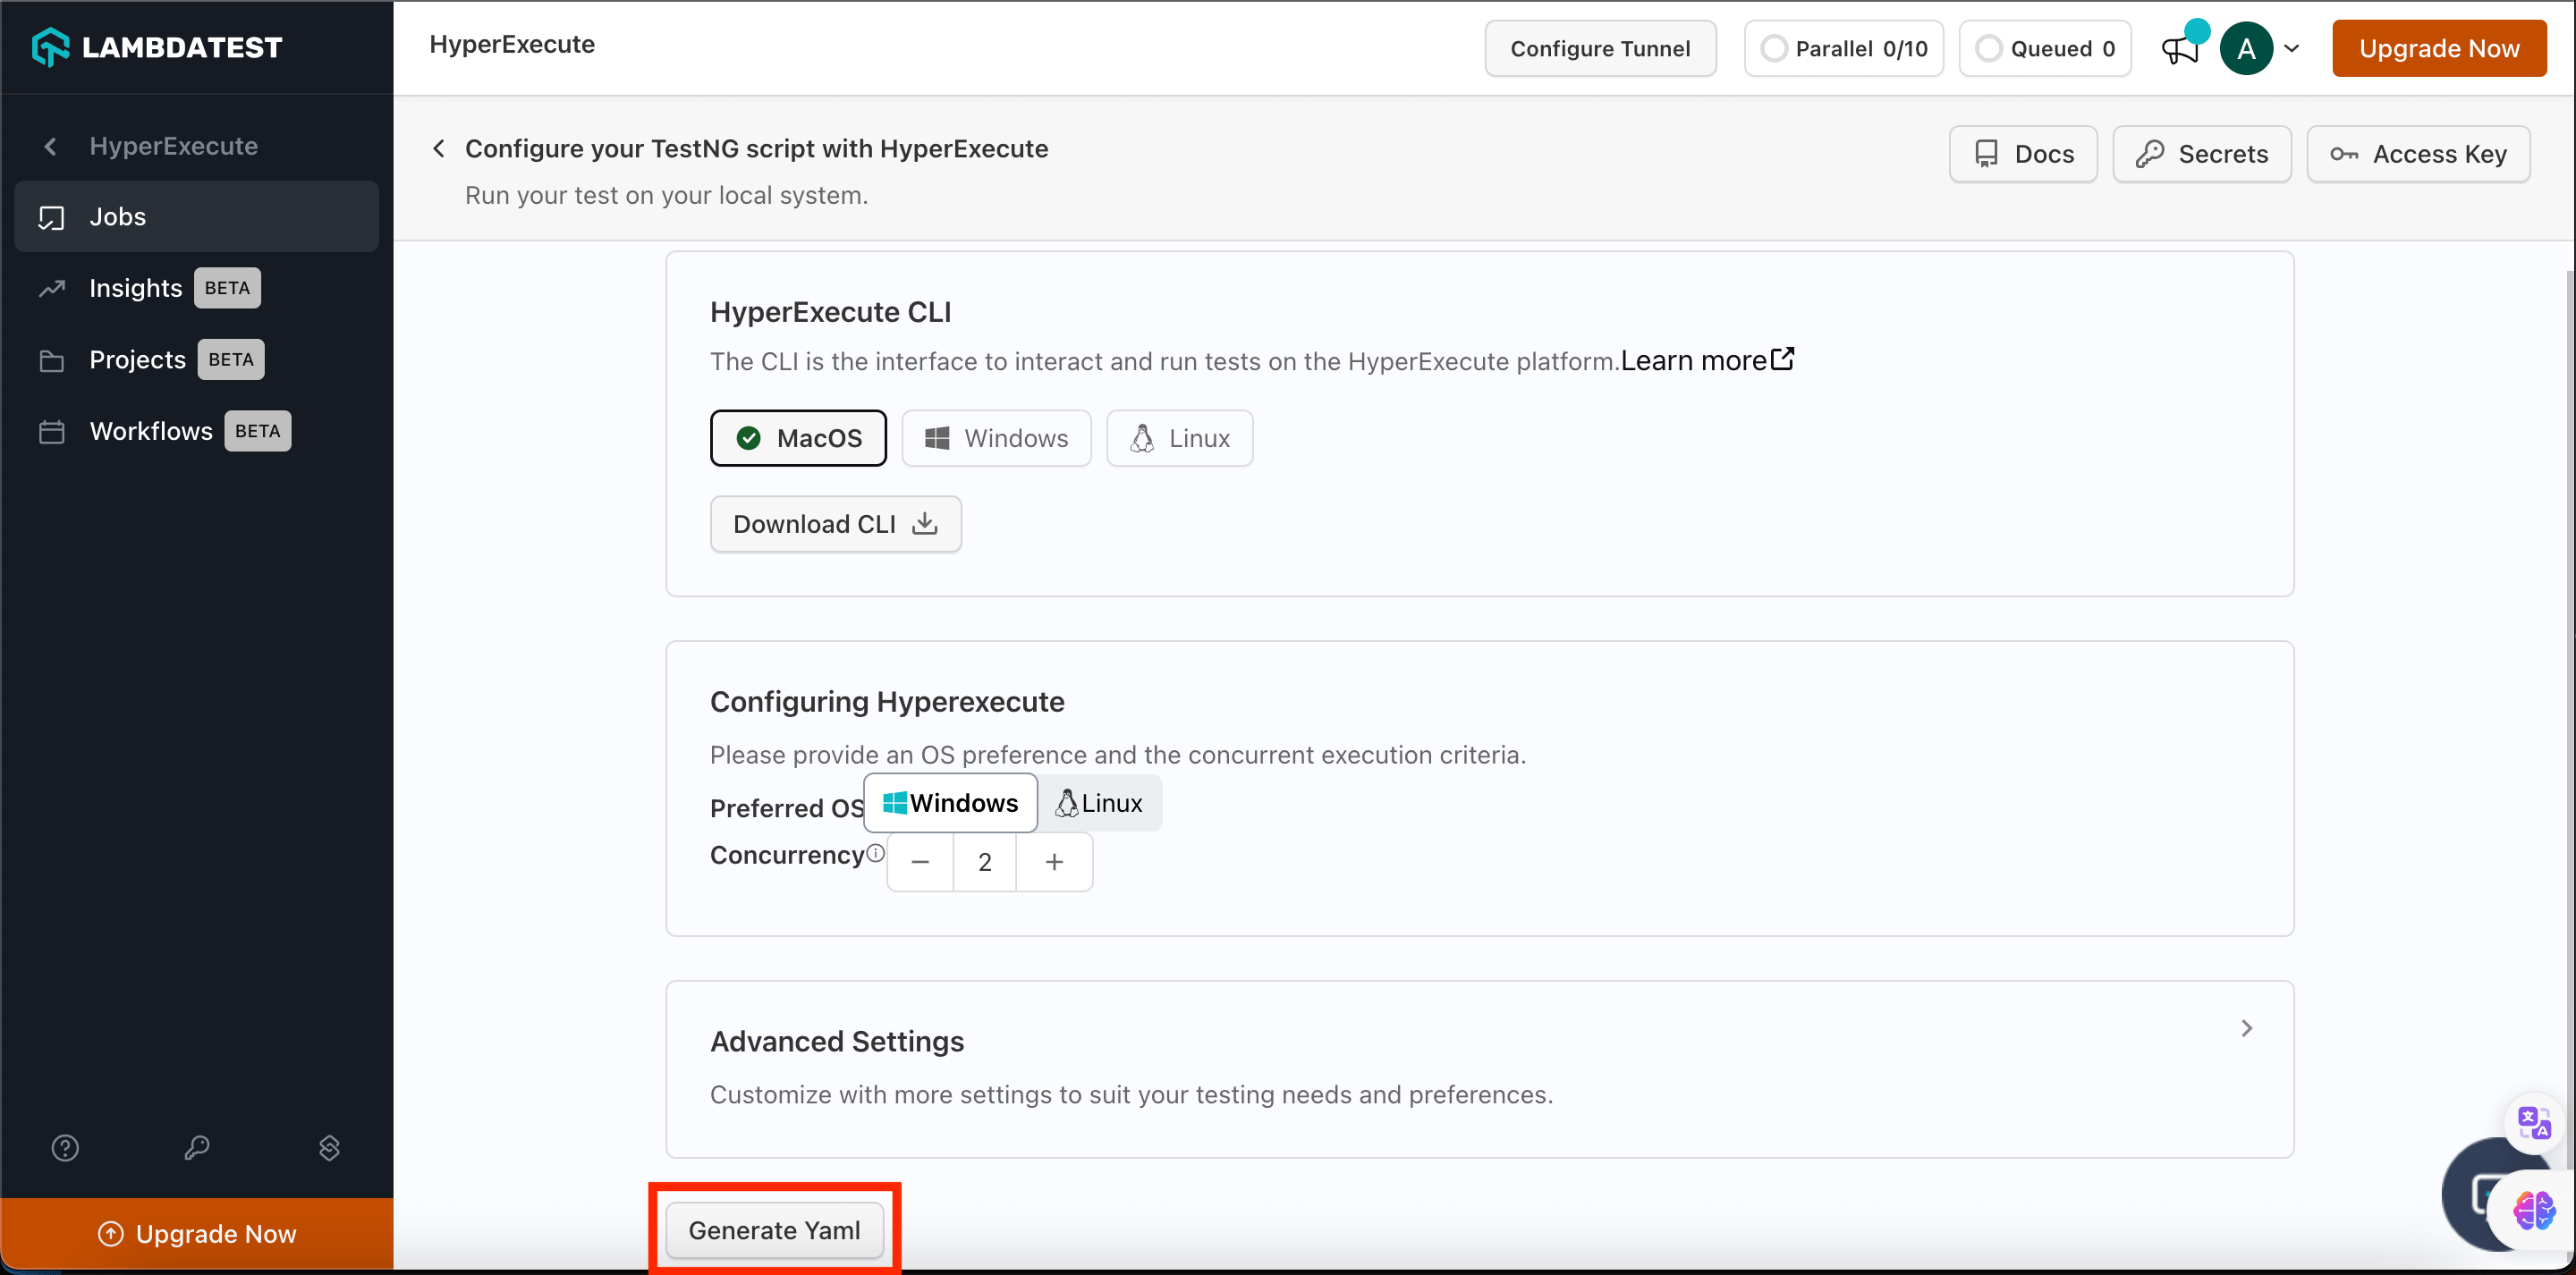 LAMBDATEST
HyperExecute
Configure Tunnel
Parallel 0/10
Queued 0
A
Upgrade Now
HyperExecute
Jobs
Insights BETA
Projects BETA
Workflows BETA
Upgrade Now
Configure your TestNG script with HyperExecute
Run your test on your local system.
Docs
Secrets
Access Key
HyperExecute CLI
The CLI is the interface to interact and run tests on the HyperExecute platform.Learn more
MacOS
Windows
Linux
Download CLI
Configuring Hyperexecute
Please provide an OS preference and the concurrent execution criteria.
Preferred OS Windows Linux
Concurrency − 2 +
Advanced Settings
Customize with more settings to suit your testing needs and preferences.
Generate Yaml